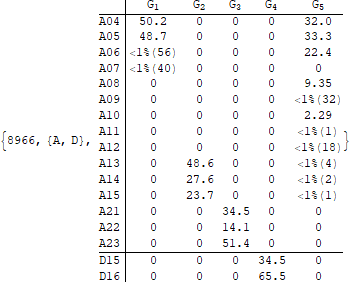 G1 G2 G3 G4 G5
A04 50.2 0 0 0 32.0
A05 48.7 0 0 0 33.3
A06 <1%(56) 0 0 0 22.4
A07 <1%(40) 0 0 0 0
A08 0 0 0 0 9.35
A09 0 0 0 0 <1%(32)
A10 0 0 0 0 2.29
A11 0 0 0 0 <1%(1)
{8966, {A, D}, A12 0 0 0 0 <1%(18) }
A13 0 48.6 0 0 <1%(4)
A14 0 27.6 0 0 <1%(2)
A15 0 23.7 0 0 <1%(1)
A21 0 0 34.5 0 0
A22 0 0 14.1 0 0
A23 0 0 51.4 0 0
D15 0 0 0 34.5 0
D16 0 0 0 65.5 0